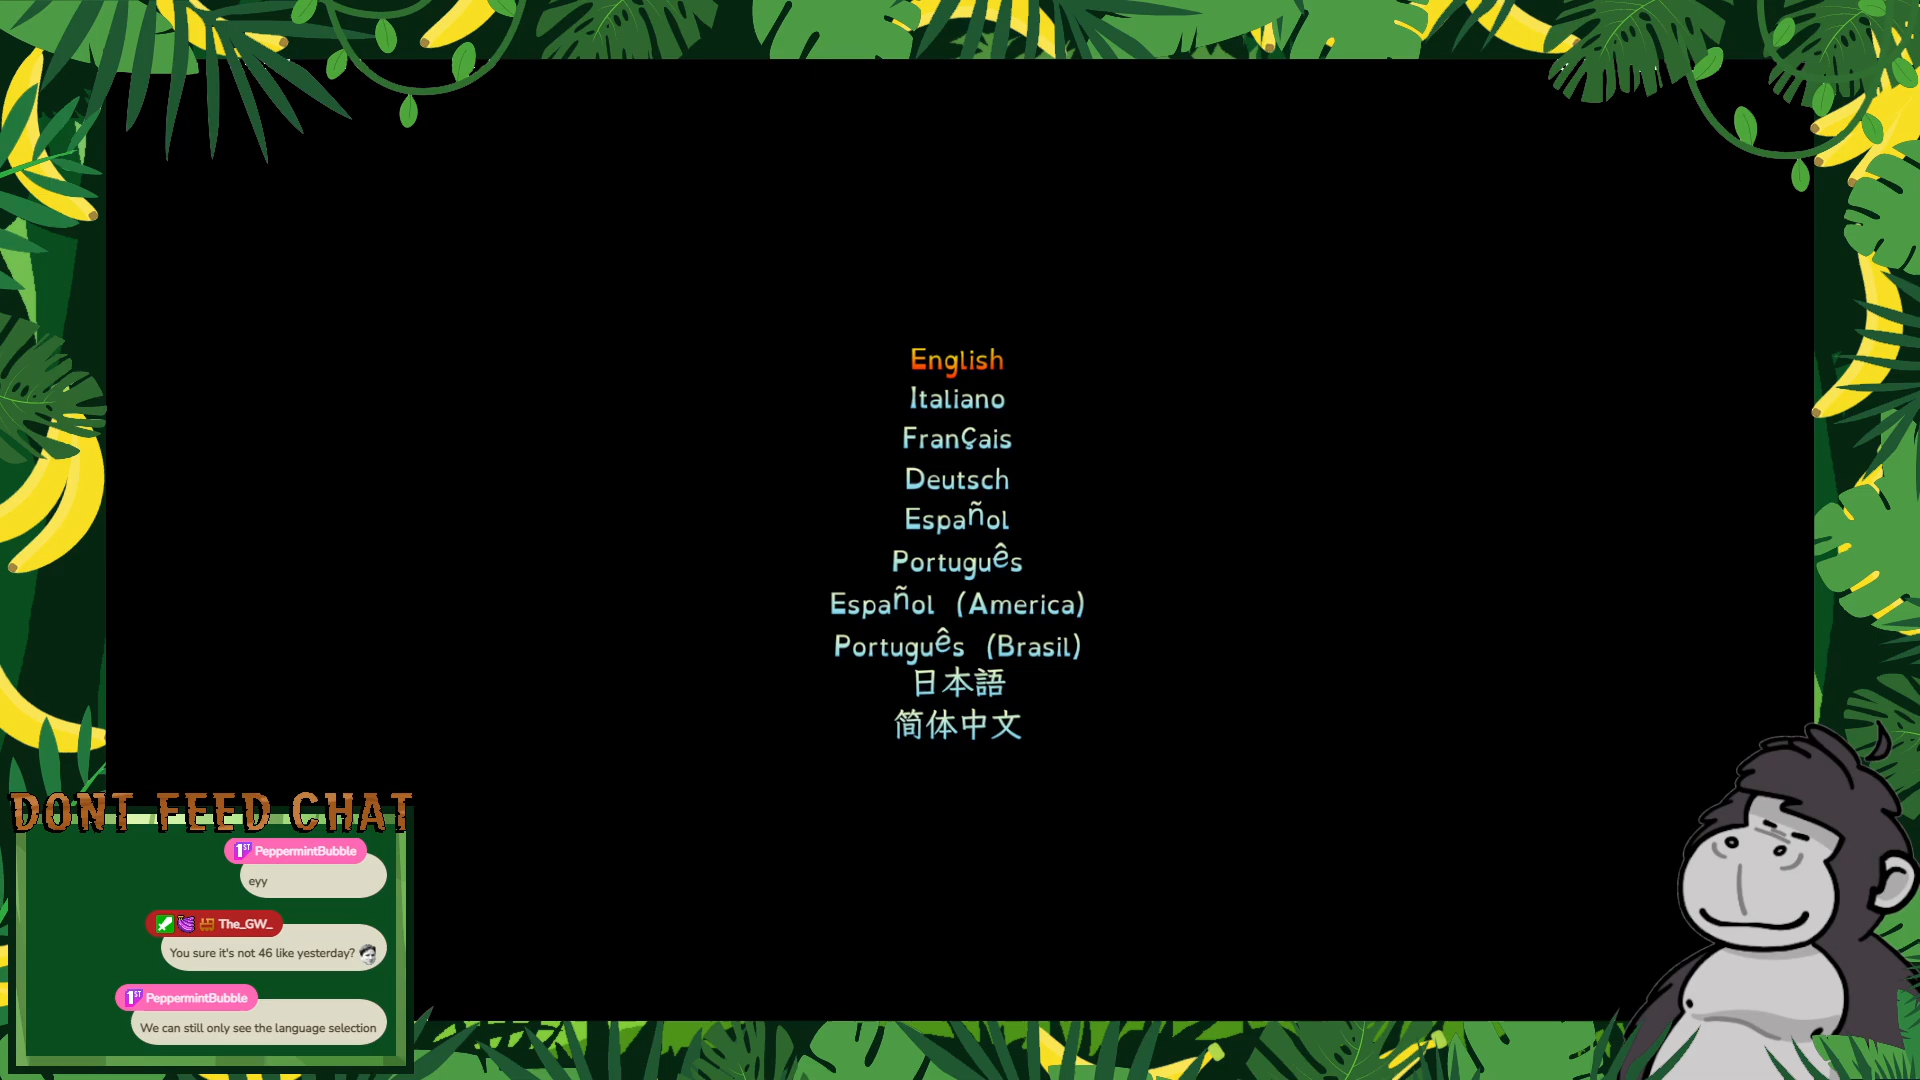 English
Italiano
Français
Deutsch
Español
Português
Español (America)
Português (Brasil)
日本語
简体中文
DONT FEED CHAT
1ST PeppermintBubble
eyy
The_GW_
You sure it's not 46 like yesterday?
1ST PeppermintBubble
We can still only see the language selection